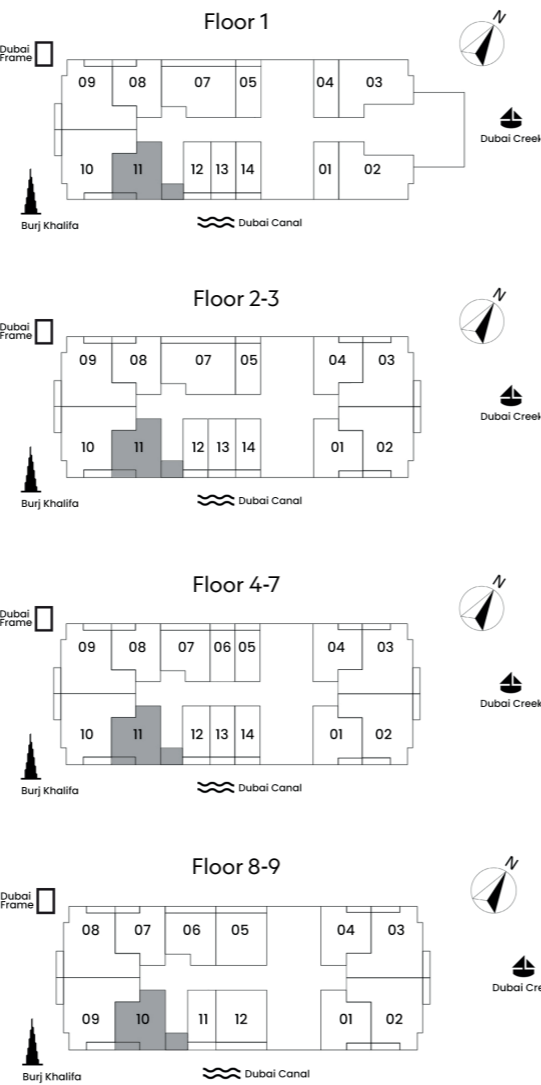 Floor 1
N
Dubai
Frame
09 08 07 05 04 03
Dubai Creek
10 11 12 13 14 01 02
Burj Khalifa
Dubai Canal
Floor 2-3
N
Dubai
Frame
09 08 07 05 04 03
Dubai Creek
10 11 12 13 14 01 02
Burj Khalifa
Dubai Canal
Floor 4-7
N
Dubai
Frame
09 08 07 06 05 04 03
Dubai Creek
10 11 12 13 14 01 02
Burj Khalifa
Dubai Canal
Floor 8-9
N
Dubai
Frame
08 07 06 05 04 03
Dubai Cre
09 10 11 12 01 02
Burj Khalifa
Dubai Canal